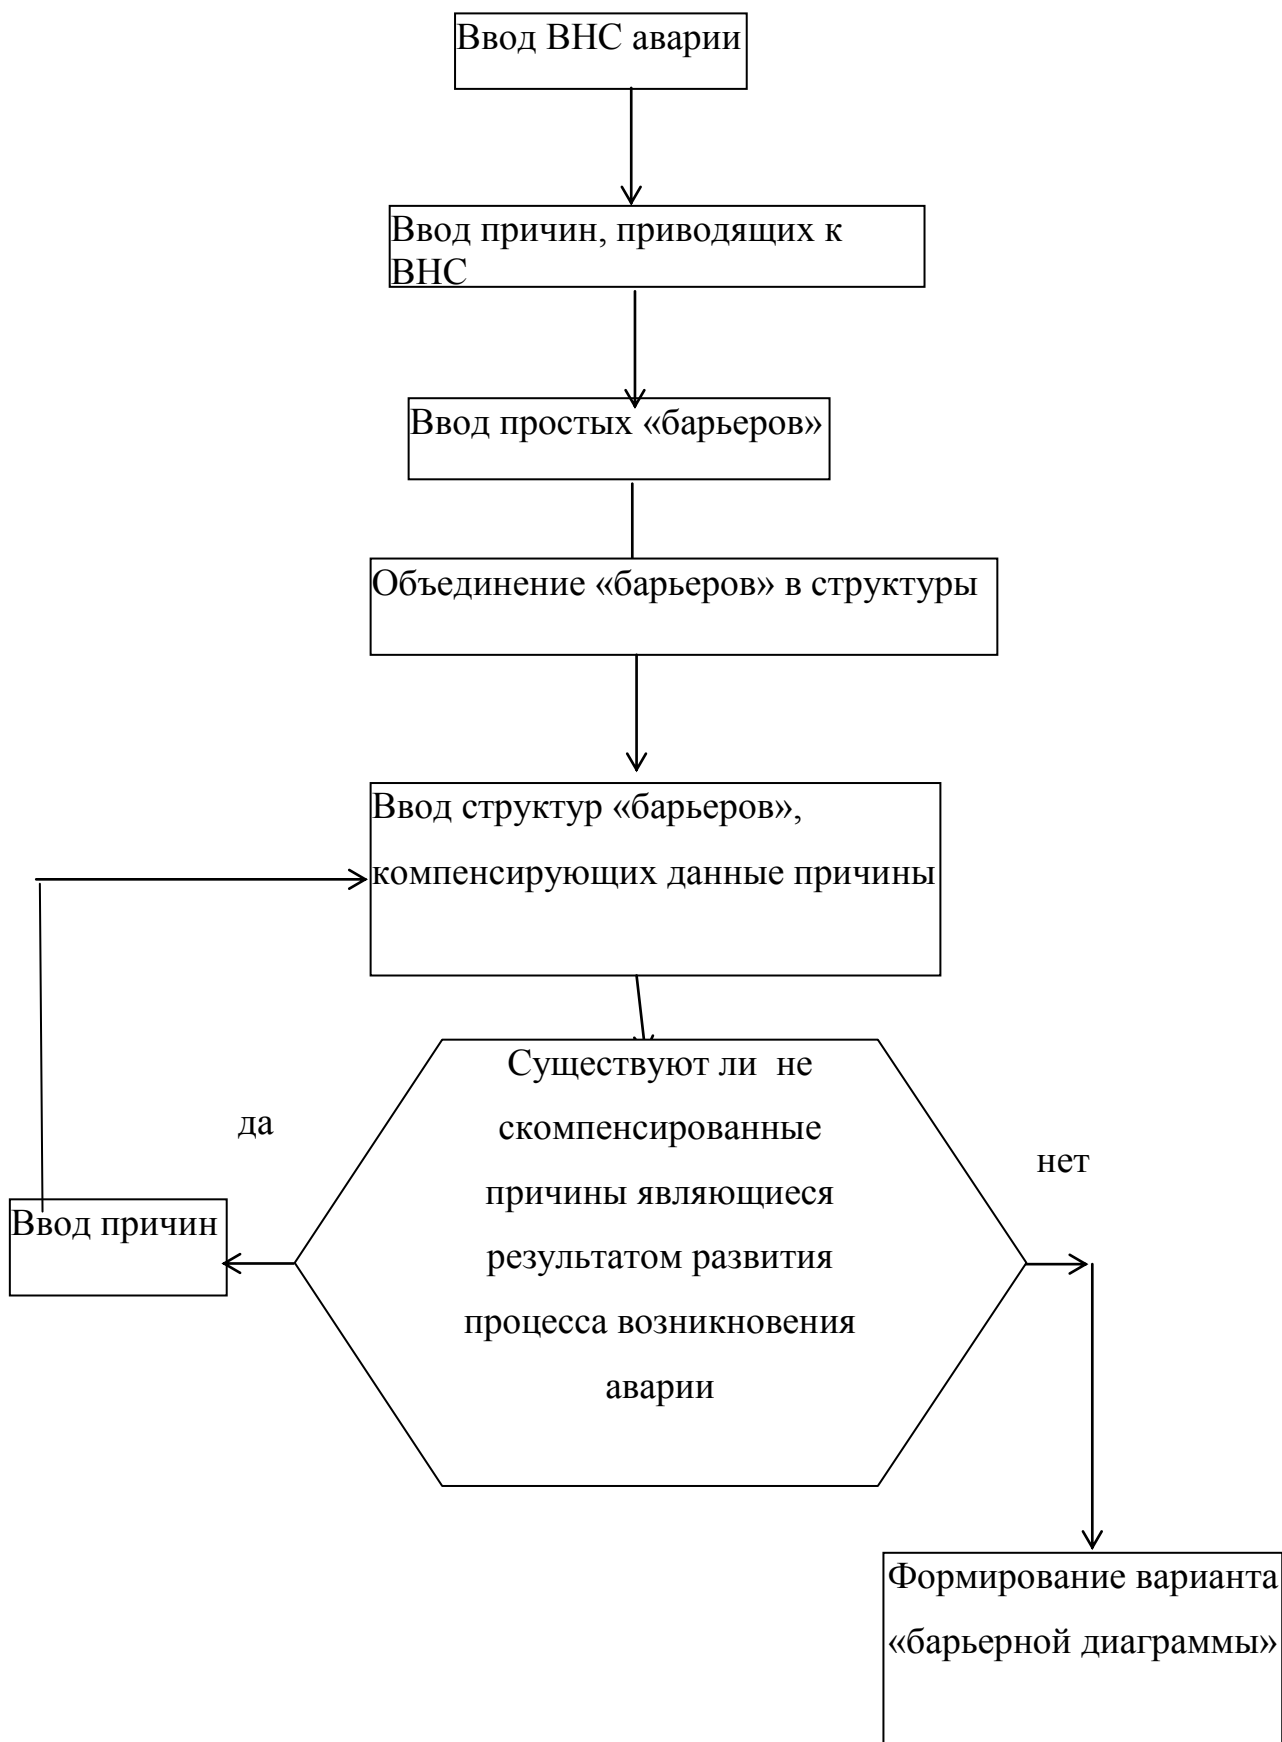 Ввод ВНС аварии
Ввод причин, приводящих к
ВНС
Ввод простых «барьеров»
Объединение «барьеров» в структуры
Ввод структур «барьеров»,
компенсирующих данные причины
Существуют ли не
скомпенсированные
причины являющиеся
результатом развития
процесса возникновения
аварии
да
нет
Ввод причин
Формирование варианта
«барьерной диаграммы»